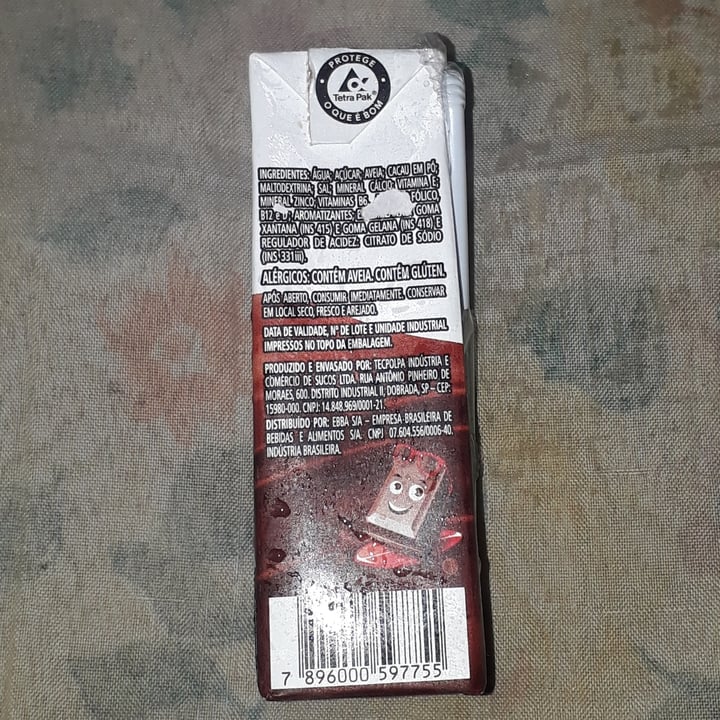 PROTEGE
Tetra Pak®
O QUE É BOM
INGREDIENTES: ÁGUA, AÇÚCAR, AVEIA, CACAU EM PÓ,
MALTODEXTRINA, SAL, MINERAL CÁLCIO, VITAMINA E,
MINERAL ZINCO, VITAMINAS B6, FÓLICO,
B12 e D, AROMATIZANTES, GOMA
XANTANA (INS 415) E GOMA GELANA (INS 418) E
REGULADOR DE ACIDEZ: CITRATO DE SÓDIO
(INS 331iii).
ALÉRGICOS: CONTÉM AVEIA. CONTÉM GLÚTEN.
APÓS ABERTO, CONSUMIR IMEDIATAMENTE. CONSERVAR
EM LOCAL SECO, FRESCO E AREJADO.
DATA DE VALIDADE, Nº DE LOTE E UNIDADE INDUSTRIAL
IMPRESSOS NO TOPO DA EMBALAGEM.
PRODUZIDO E ENVASADO POR: TECPOLPA INDÚSTRIA E
COMÉRCIO DE SUCOS LTDA. RUA ANTÔNIO PINHEIRO DE
MORAES, 600. DISTRITO INDUSTRIAL II, DOBRADA, SP – CEP:
15980-000. CNPJ: 14.848.969/0001-21.
DISTRIBUÍDO POR: EBBA S/A – EMPRESA BRASILEIRA DE
BEBIDAS E ALIMENTOS S/A. CNPJ 07.604.556/0006-40.
INDÚSTRIA BRASILEIRA.
7 896000 597755